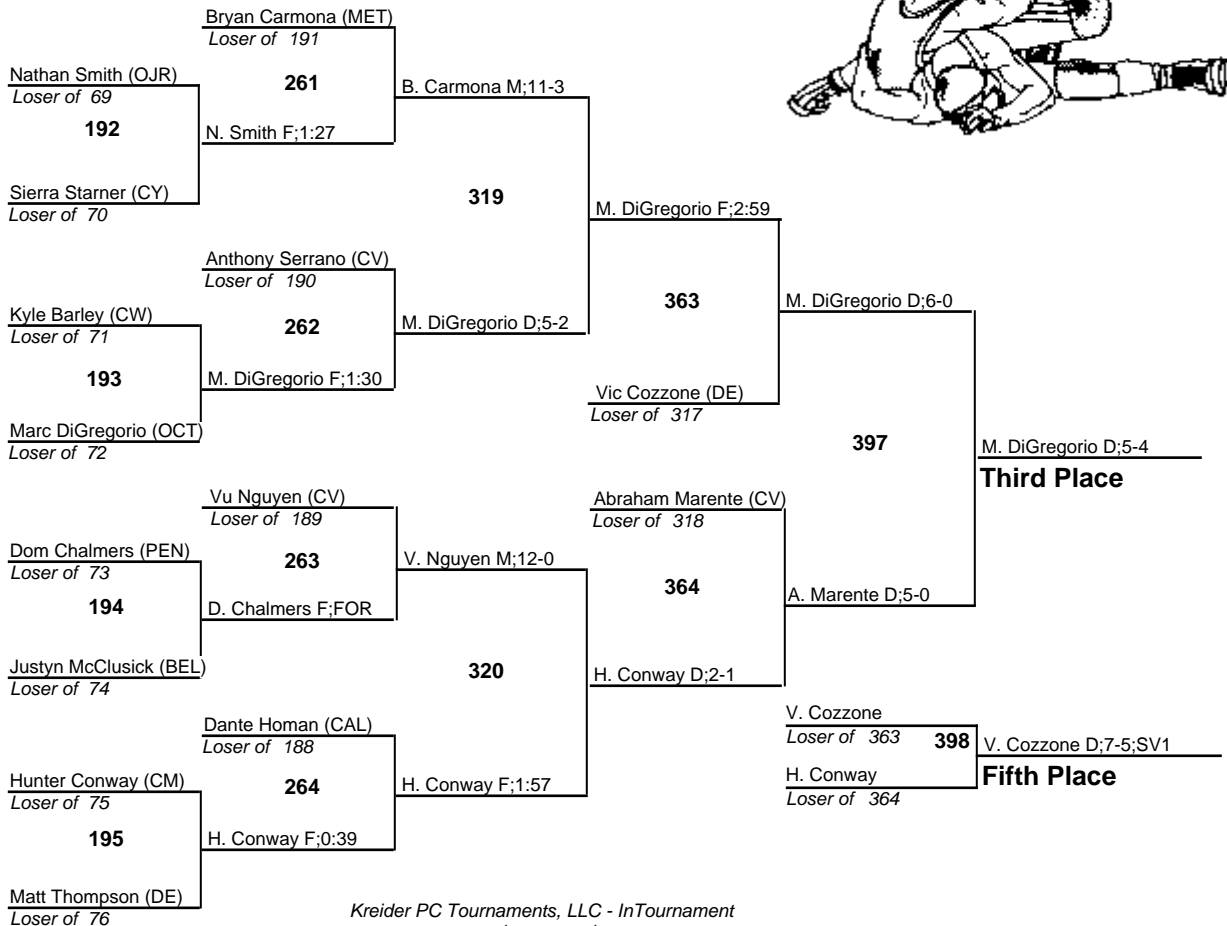 Bryan Carmona (MET)
Loser of 191
Nathan Smith (OJR)
Loser of 69
261
B. Carmona M;11-3
192
N. Smith F;1:27
Sierra Starner (CY)
Loser of 70
319
M. DiGregorio F;2:59
Anthony Serrano (CV)
Loser of 190
Kyle Barley (CW)
Loser of 71
262
363
M. DiGregorio D;6-0
M. DiGregorio D;5-2
193
M. DiGregorio F;1:30
Vic Cozzone (DE)
Loser of 317
Marc DiGregorio (OCT)
Loser of 72
397
M. DiGregorio D;5-4
Third Place
Vu Nguyen (CV)
Loser of 189
Abraham Marente (CV)
Loser of 318
Dom Chalmers (PEN)
Loser of 73
263
V. Nguyen M;12-0
364
194
D. Chalmers F;FOR
A. Marente D;5-0
Justyn McClusick (BEL)
Loser of 74
320
H. Conway D;2-1
Dante Homan (CAL)
Loser of 188
V. Cozzone
Loser of 363
398
V. Cozzone D;7-5;SV1
Fifth Place
H. Conway
Loser of 364
Hunter Conway (CM)
Loser of 75
264
H. Conway F;1:57
195
H. Conway F;0:39
Matt Thompson (DE)
Loser of 76
Kreider PC Tournaments, LLC - InTournament